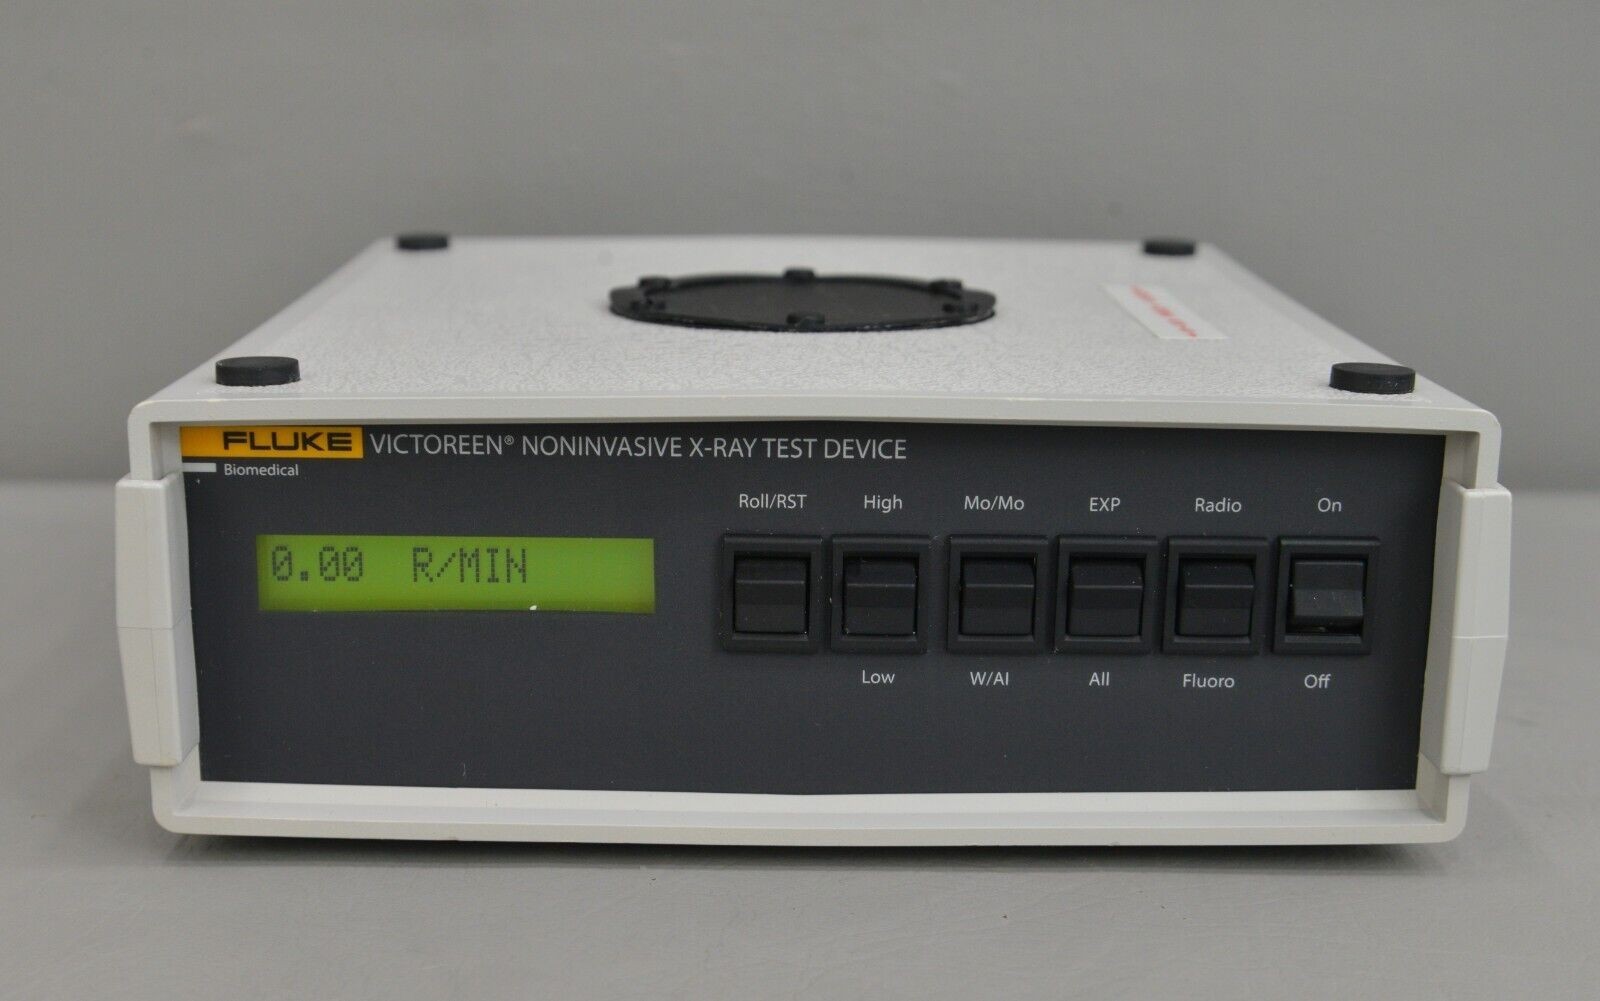 FLUKE VICTOREEN® NONINVASIVE X-RAY TEST DEVICE
Biomedical
Roll/RST High Mo/Mo EXP Radio On
0.00 R/MIN
Low W/Al All Fluoro Off